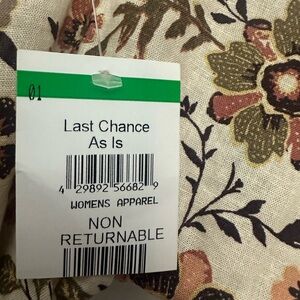 01
Last Chance
As Is
4 29892 56682 9
WOMENS APPAREL
NON
RETURNABLE